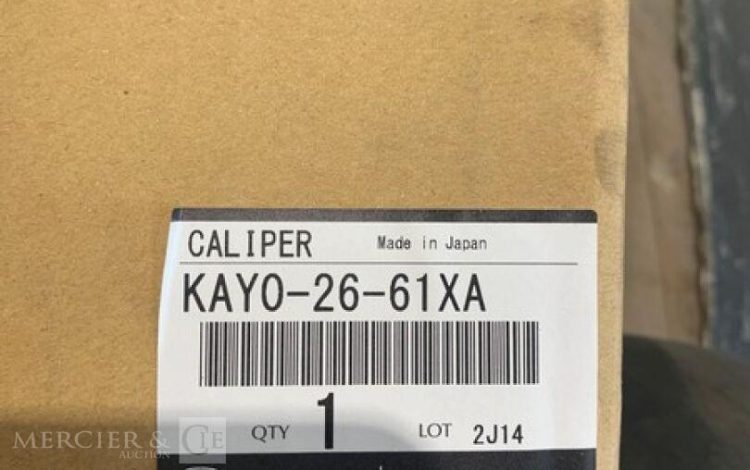 CALIPER Made in Japan
KAY0-26-61XA
QTY 1 LOT 2J14
MERCIER & CIE
AUCTION